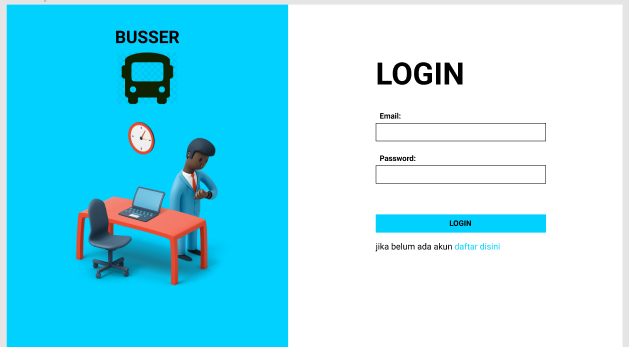 BUSSER
LOGIN
Email:
Password:
LOGIN
jika belum ada akun daftar disini